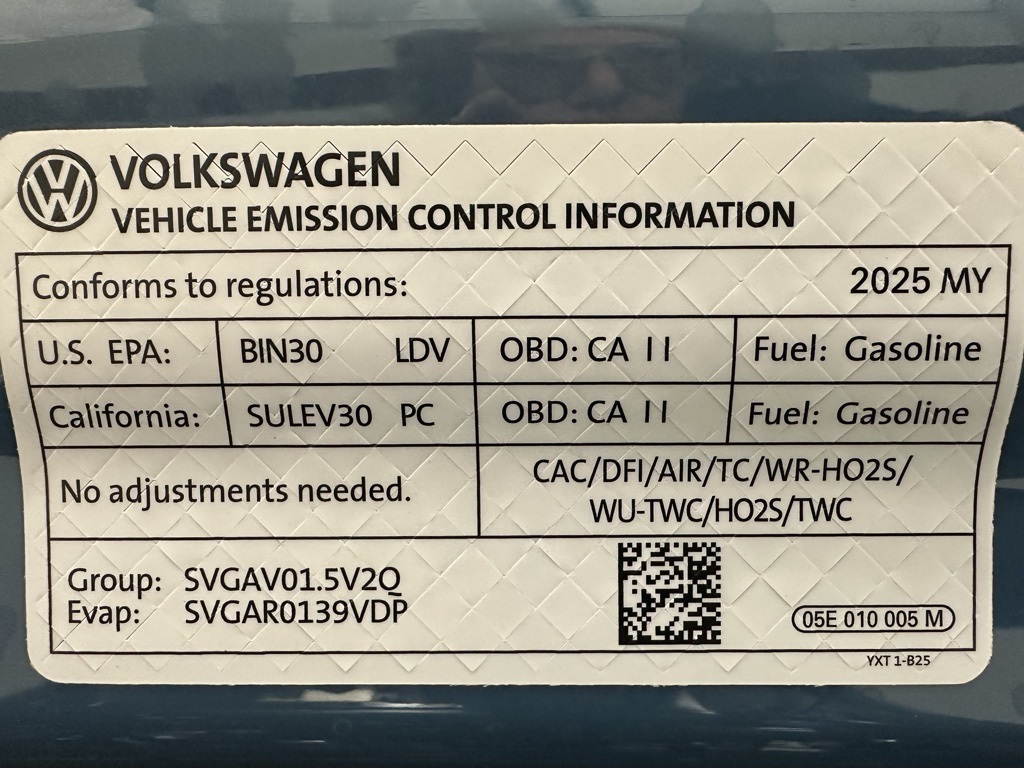 VOLKSWAGEN
VEHICLE EMISSION CONTROL INFORMATION
Conforms to regulations: 2025 MY
U.S. EPA: BIN30 LDV OBD: CA II Fuel: Gasoline
California: SULEV30 PC OBD: CA II Fuel: Gasoline
No adjustments needed.
CAC/DFI/AIR/TC/WR-HO2S/
WU-TWC/HO2S/TWC
Group: SVGAV01.5V2Q
Evap: SVGAR0139VDP
05E 010 005 M
YXT 1-B25